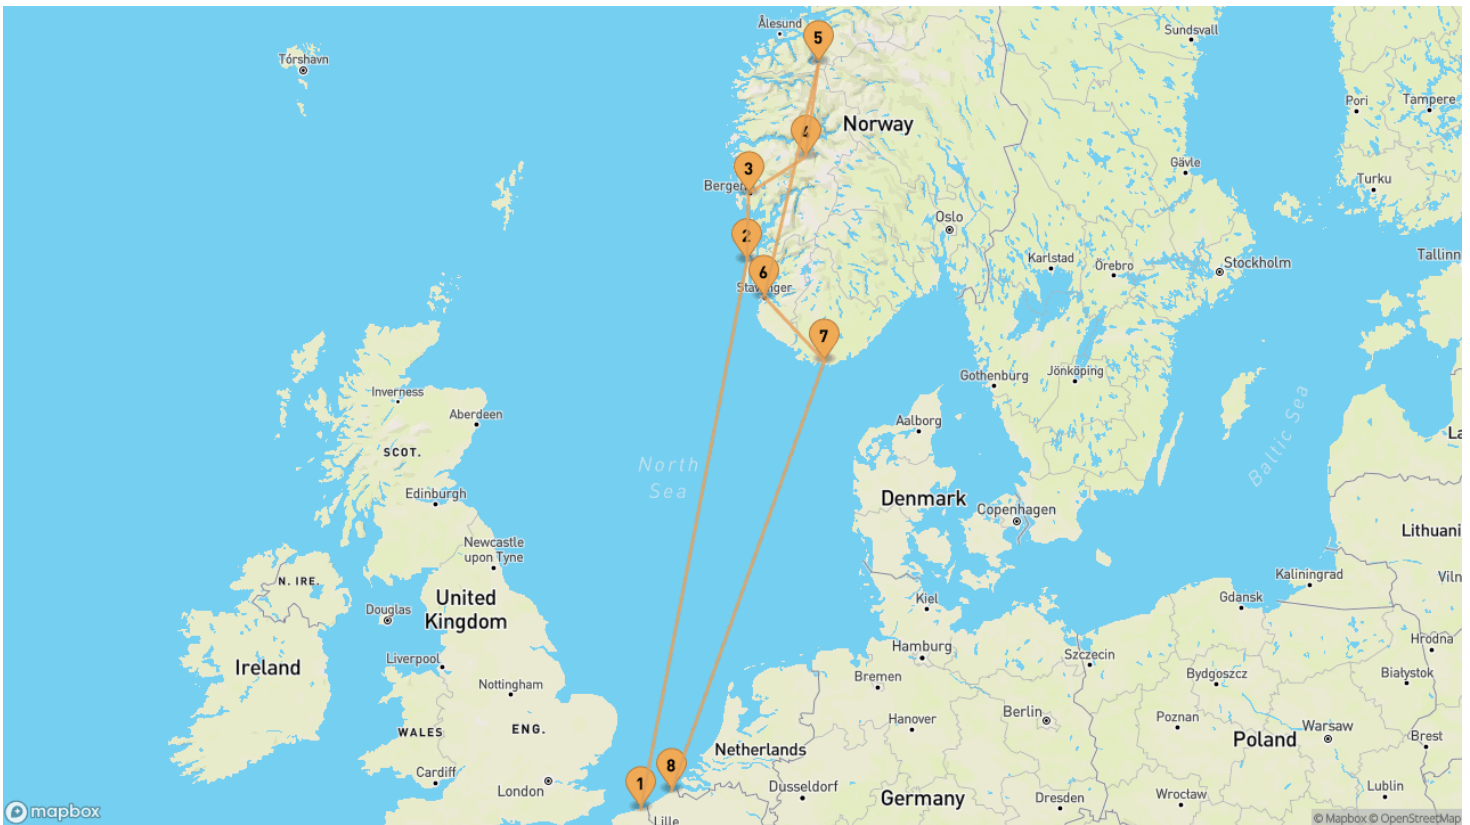 Ålesund
5
Sundsvall
Tórshavn
Pori
Tampere
4
Norway
3
Bergen
Gävle
Turku
2
Oslo
6
Karlstad
Örebro
Stockholm
Tallinn
7
Inverness
Aberdeen
Gothenburg
Jönköping
Aalborg
Baltic Sea
SCOT.
North
Sea
Edinburgh
Denmark
Copenhagen
Newcastle
upon Tyne
N. IRE.
Kaliningrad
Douglas
United
Kingdom
Kiel
Gdansk
Ireland
Liverpool
Hamburg
Szczecin
Hrodna
Nottingham
Bremen
Bydgoszcz
Białystok
WALES
ENG.
Hanover
Berlin
Poznan
Warsaw
Poland
Brest
Netherlands
8
Cardiff
London
1
Dusseldorf
Germany
Dresden
Wrocław
Lublin
Lille
mapbox
© Mapbox © OpenStreetMap